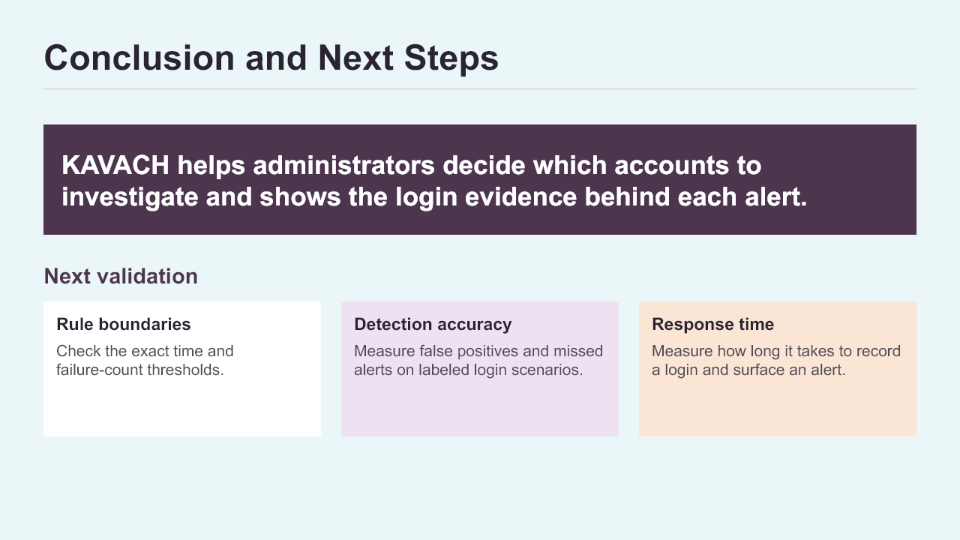 Conclusion and Next Steps
KAVACH helps administrators decide which accounts to
investigate and shows the login evidence behind each alert.
Next validation
Rule boundaries
Check the exact time and
failure-count thresholds.
Detection accuracy
Measure false positives and missed
alerts on labeled login scenarios.
Response time
Measure how long it takes to record
a login and surface an alert.